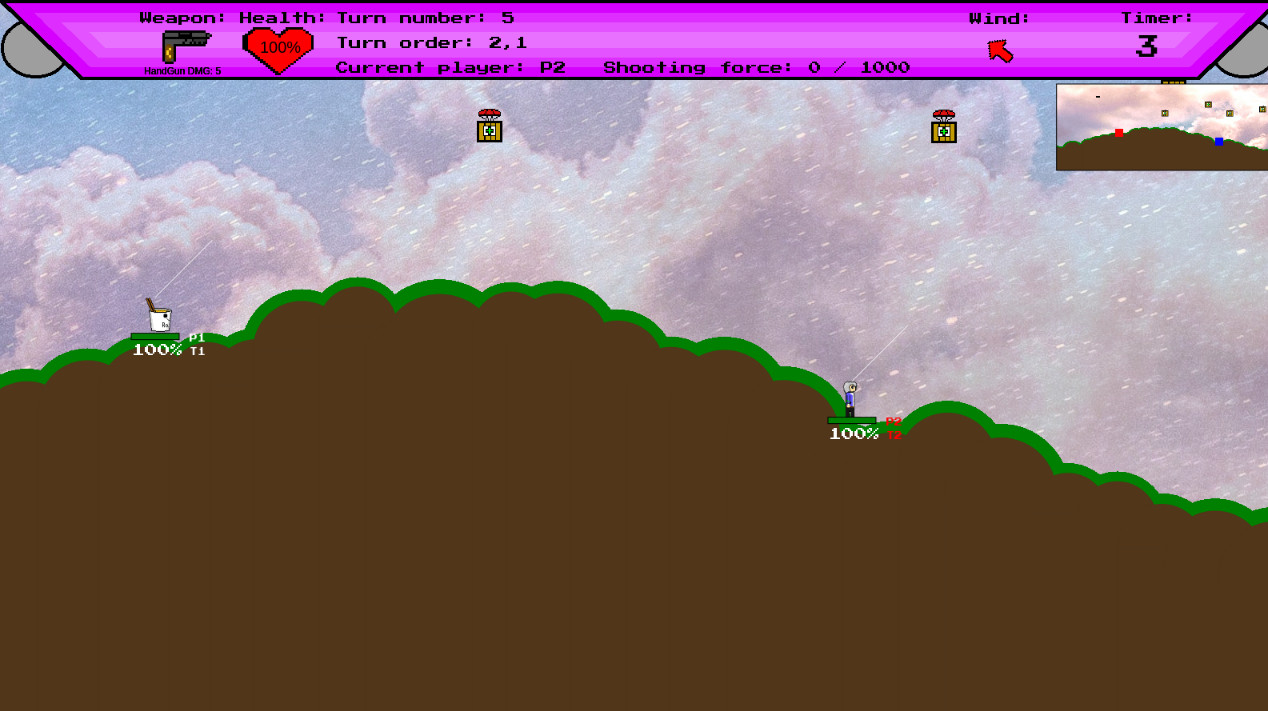 Weapon: Health: Turn number: 5 Wind: Timer:
100% Turn order: 2,1 3
HandGun DMG: 5 Current player: P2 Shooting force: 0 / 1000
P1
100% T1
P2
100% T2